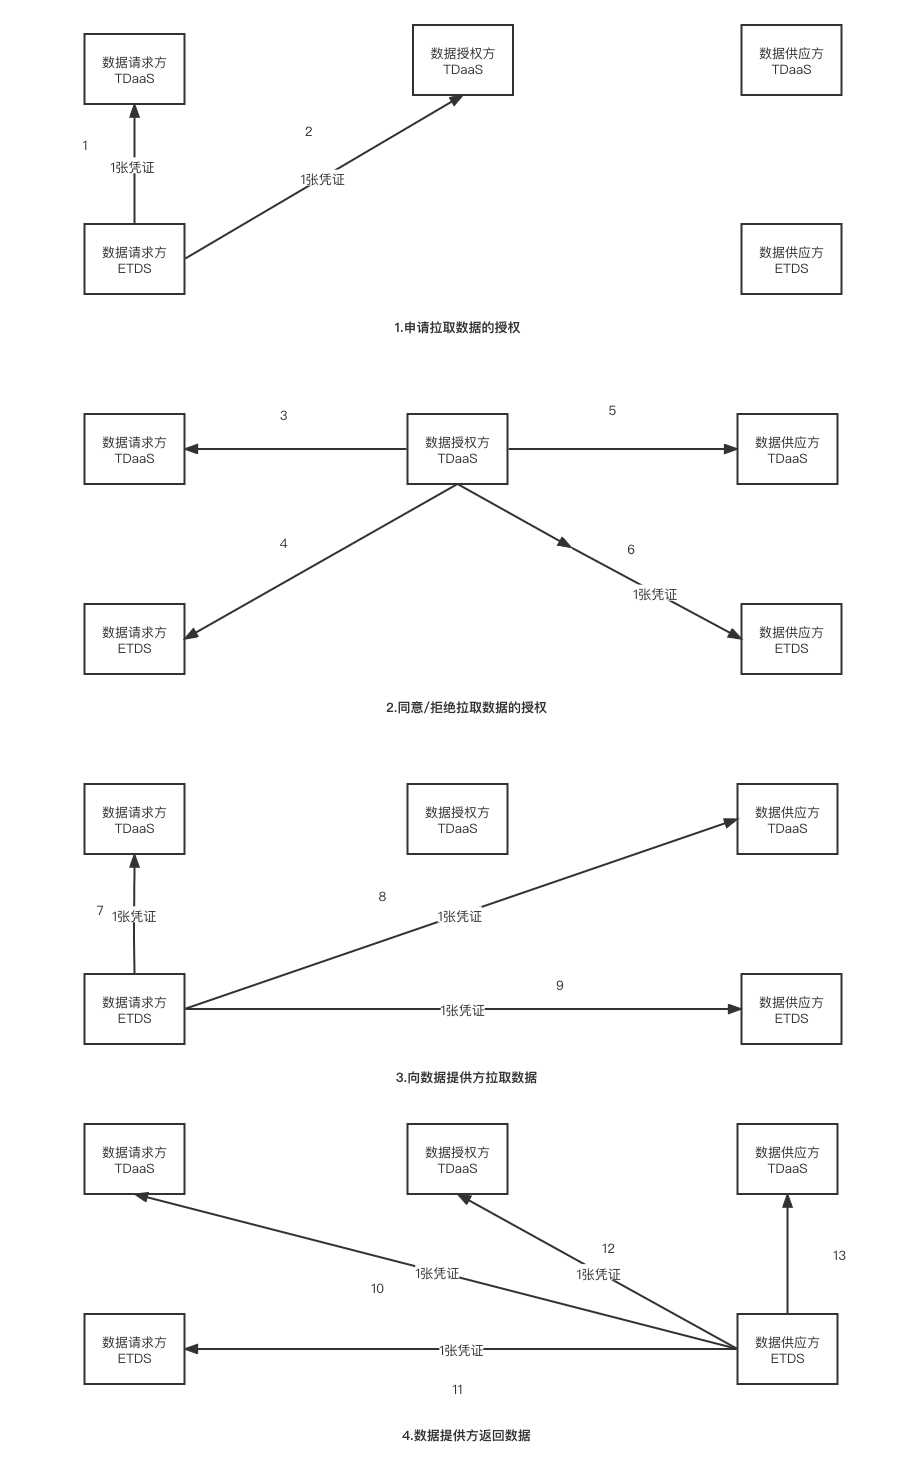 数据请求方
TDaaS
数据授权方
TDaaS
数据供应方
TDaaS
1
2
1张凭证
1张凭证
数据请求方
ETDS
数据供应方
ETDS
1.申请拉取数据的授权
3
5
数据请求方
TDaaS
数据授权方
TDaaS
数据供应方
TDaaS
4
6
1张凭证
数据请求方
ETDS
数据供应方
ETDS
2.同意/拒绝拉取数据的授权
数据请求方
TDaaS
数据授权方
TDaaS
数据供应方
TDaaS
8
7
1张凭证
1张凭证
9
数据请求方
ETDS
1张凭证
数据供应方
ETDS
3.向数据提供方拉取数据
数据请求方
TDaaS
数据授权方
TDaaS
数据供应方
TDaaS
12
13
1张凭证
1张凭证
10
数据请求方
ETDS
1张凭证
数据供应方
ETDS
11
4.数据提供方返回数据